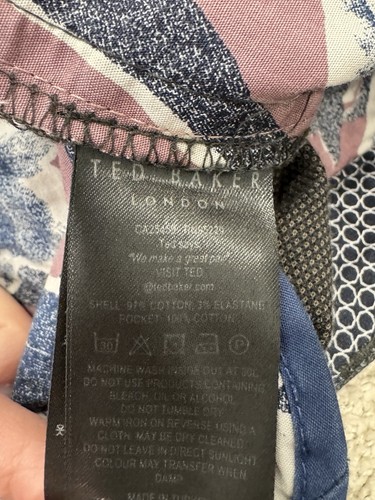 TED BAKER
LONDON
Ted says,
"We make a great pair".
VISIT TED
@tedbaker.com
SHELL: 97% COTTON, 3% ELASTANE
POCKET: 100% COTTON
30 P
MACHINE WASH INSIDE OUT AT 30C.
DO NOT USE PRODUCTS CONTAINING
BLEACH, OIL OR ALCOHOL.
DO NOT TUMBLE DRY.
WARM IRON ON REVERSE USING A
CLOTH. MAY BE DRY CLEANED.
DO NOT LEAVE IN DIRECT SUNLIGHT
COLOUR MAY TRANSFER WHEN
DAMP.
MADE IN